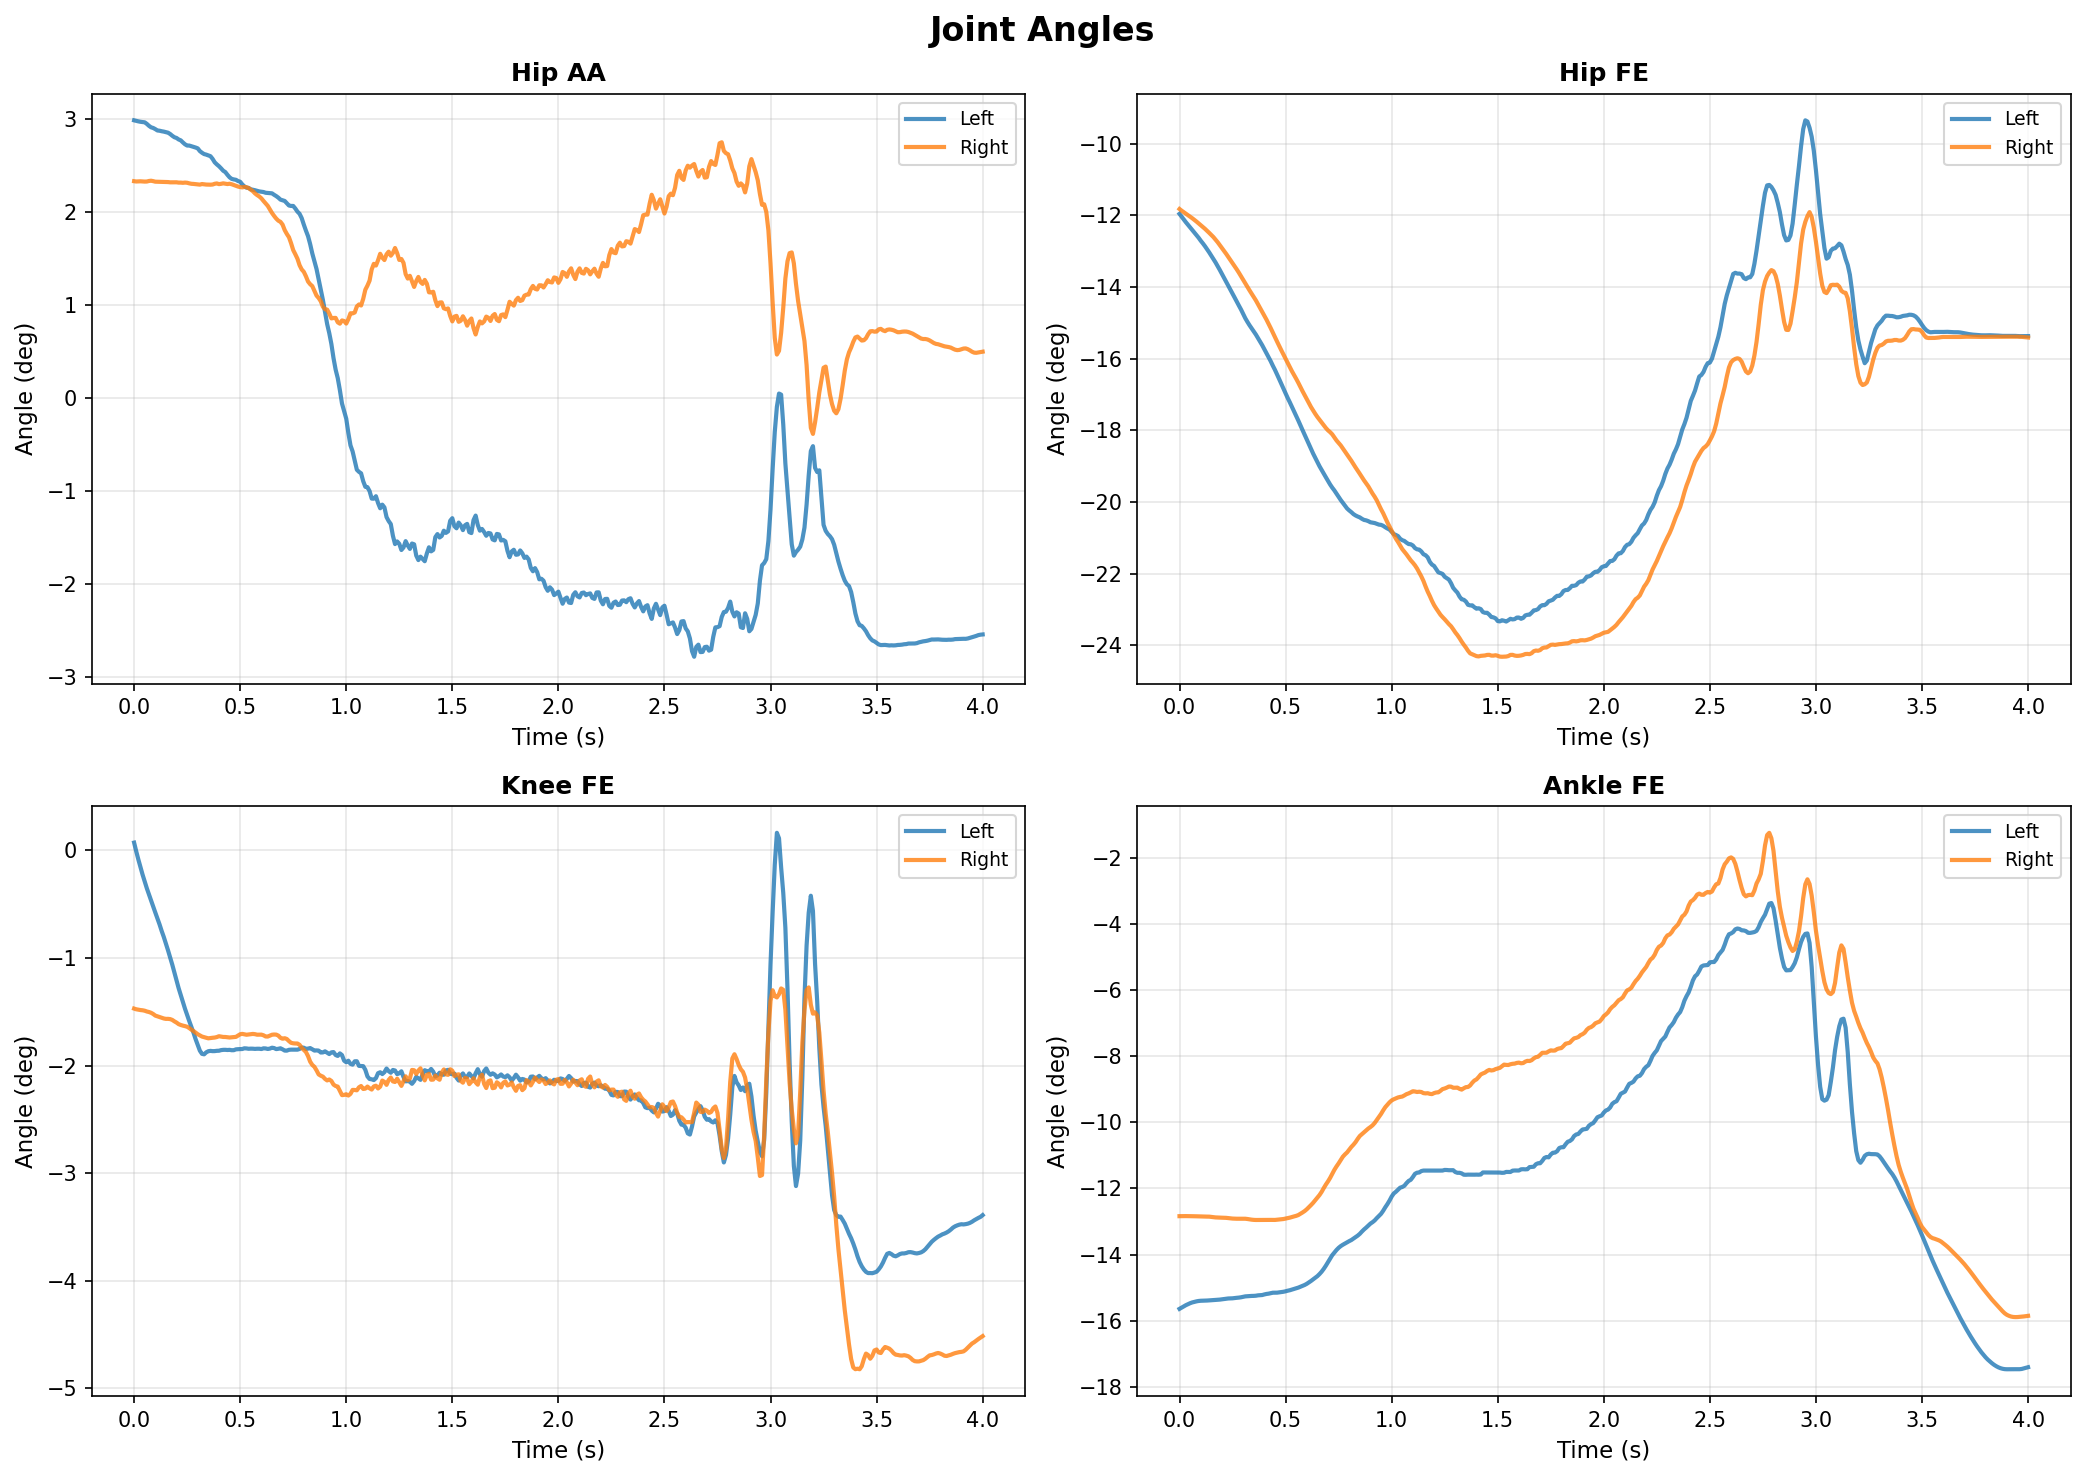 Joint Angles
Hip AA
Angle (deg)
3
2
1
0
−1
−2
−3
Left
Right
0.0 0.5 1.0 1.5 2.0 2.5 3.0 3.5 4.0
Time (s)
Hip FE
Angle (deg)
−10
−12
−14
−16
−18
−20
−22
−24
Left
Right
0.0 0.5 1.0 1.5 2.0 2.5 3.0 3.5 4.0
Time (s)
Knee FE
Angle (deg)
0
−1
−2
−3
−4
−5
Left
Right
0.0 0.5 1.0 1.5 2.0 2.5 3.0 3.5 4.0
Time (s)
Ankle FE
Angle (deg)
−2
−4
−6
−8
−10
−12
−14
−16
−18
Left
Right
0.0 0.5 1.0 1.5 2.0 2.5 3.0 3.5 4.0
Time (s)